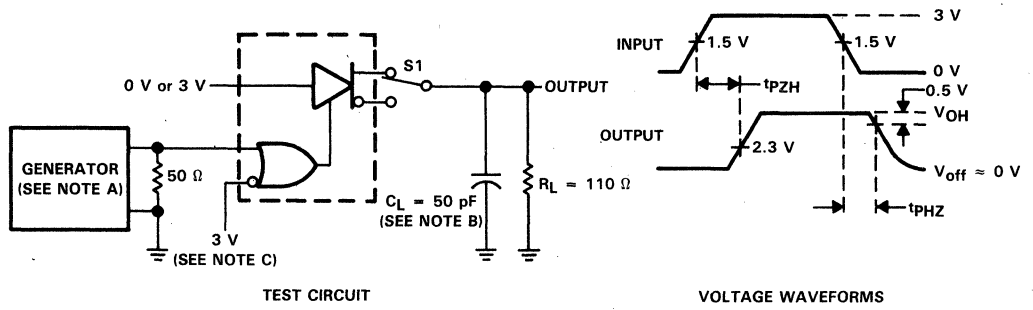 0 V or 3 V
S1
OUTPUT
GENERATOR
(SEE NOTE A)
50 Ω
3 V
(SEE NOTE C)
CL = 50 pF
(SEE NOTE B)
RL = 110 Ω
TEST CIRCUIT
INPUT
1.5 V
1.5 V
3 V
0 V
tPZH
0.5 V
VOH
OUTPUT
2.3 V
Voff ≈ 0 V
tPHZ
VOLTAGE WAVEFORMS